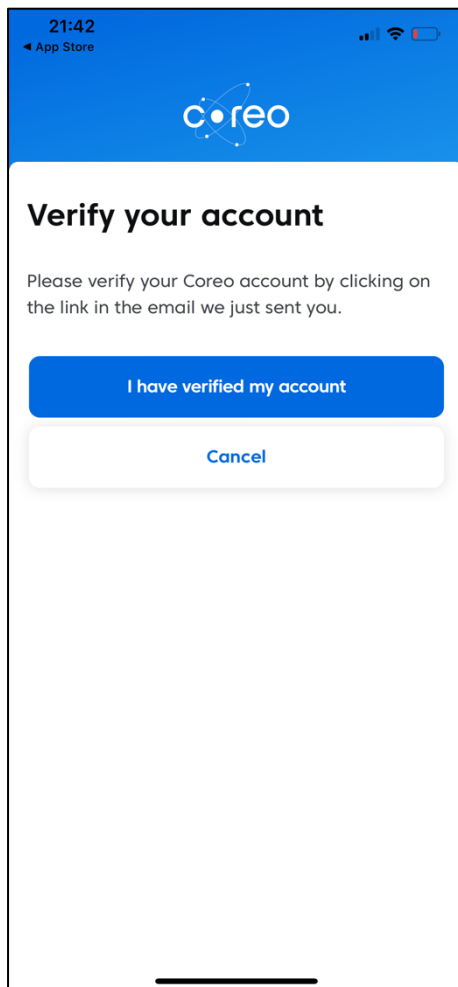 21:42
◀ App Store
coreo
Verify your account
Please verify your Coreo account by clicking on
the link in the email we just sent you.
I have verified my account
Cancel